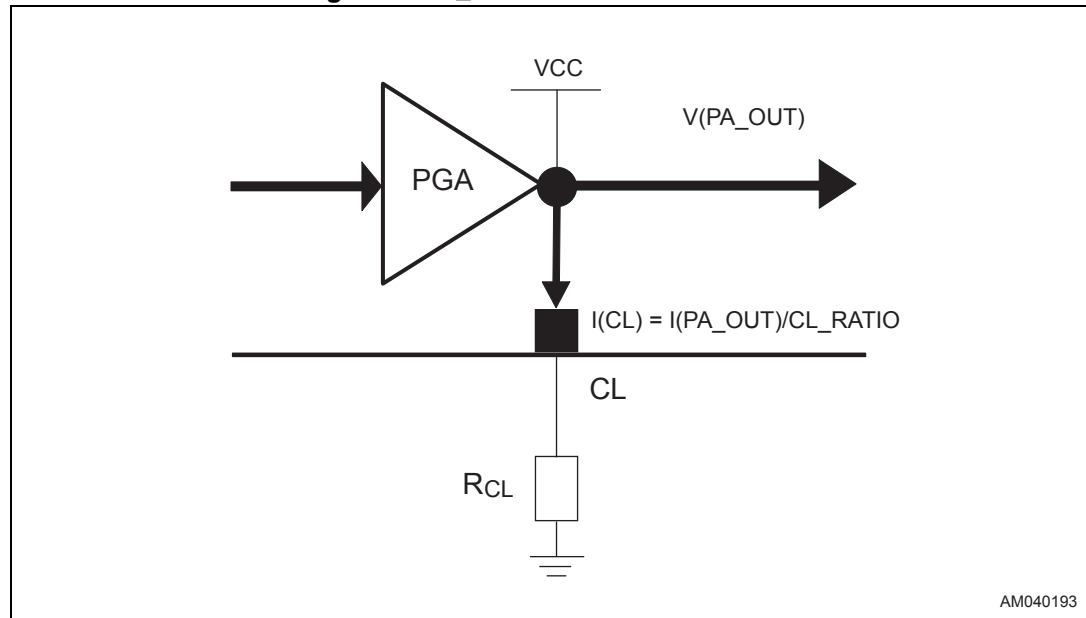 VCC
V(PA_OUT)
PGA
I(CL) = I(PA_OUT)/CL_RATIO
CL
RCL
AM040193